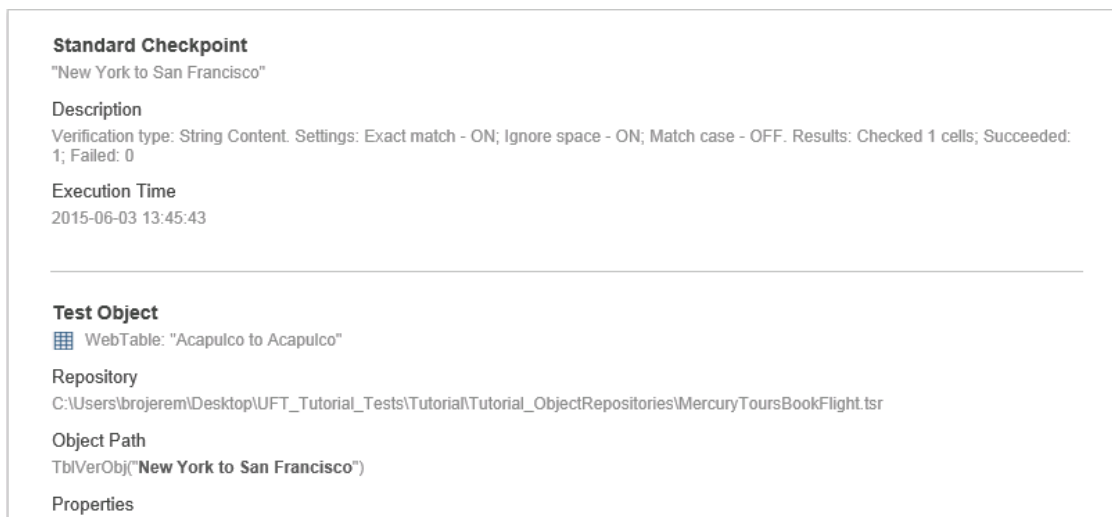 Standard Checkpoint
"New York to San Francisco"
Description
Verification type: String Content. Settings: Exact match - ON; Ignore space - ON; Match case - OFF. Results: Checked 1 cells; Succeeded:
1; Failed: 0
Execution Time
2015-06-03 13:45:43
Test Object
WebTable: "Acapulco to Acapulco"
Repository
C:\Users\brojerem\Desktop\UFT_Tutorial_Tests\Tutorial\Tutorial_ObjectRepositories\MercuryToursBookFlight.tsr
Object Path
TblVerObj("New York to San Francisco")
Properties